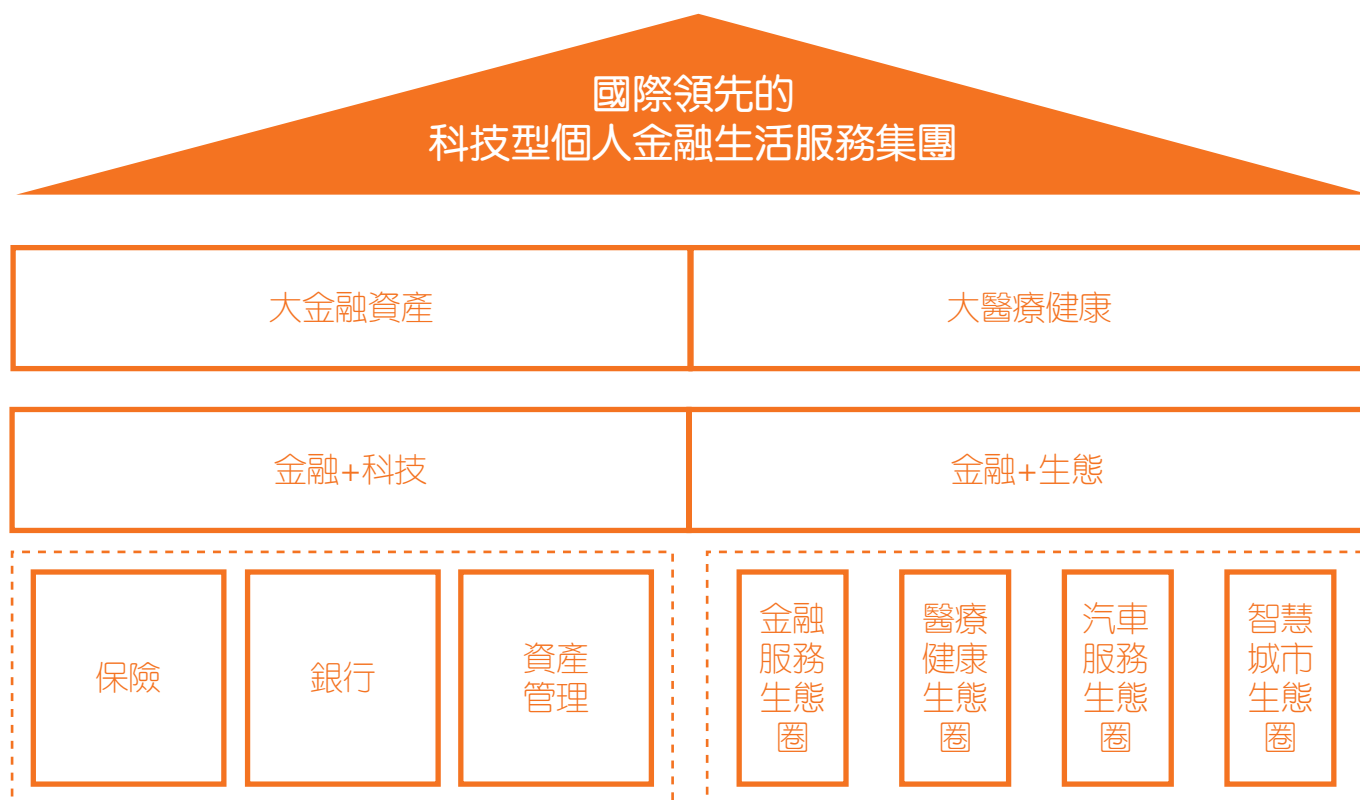 國際領先的
科技型個人金融生活服務集團
大金融資產
大醫療健康
金融+科技
金融+生態
保險
銀行
資產
管理
金融
服務
生態
圈
醫療
健康
生態
圈
汽車
服務
生態
圈
智慧
城市
生態
圈